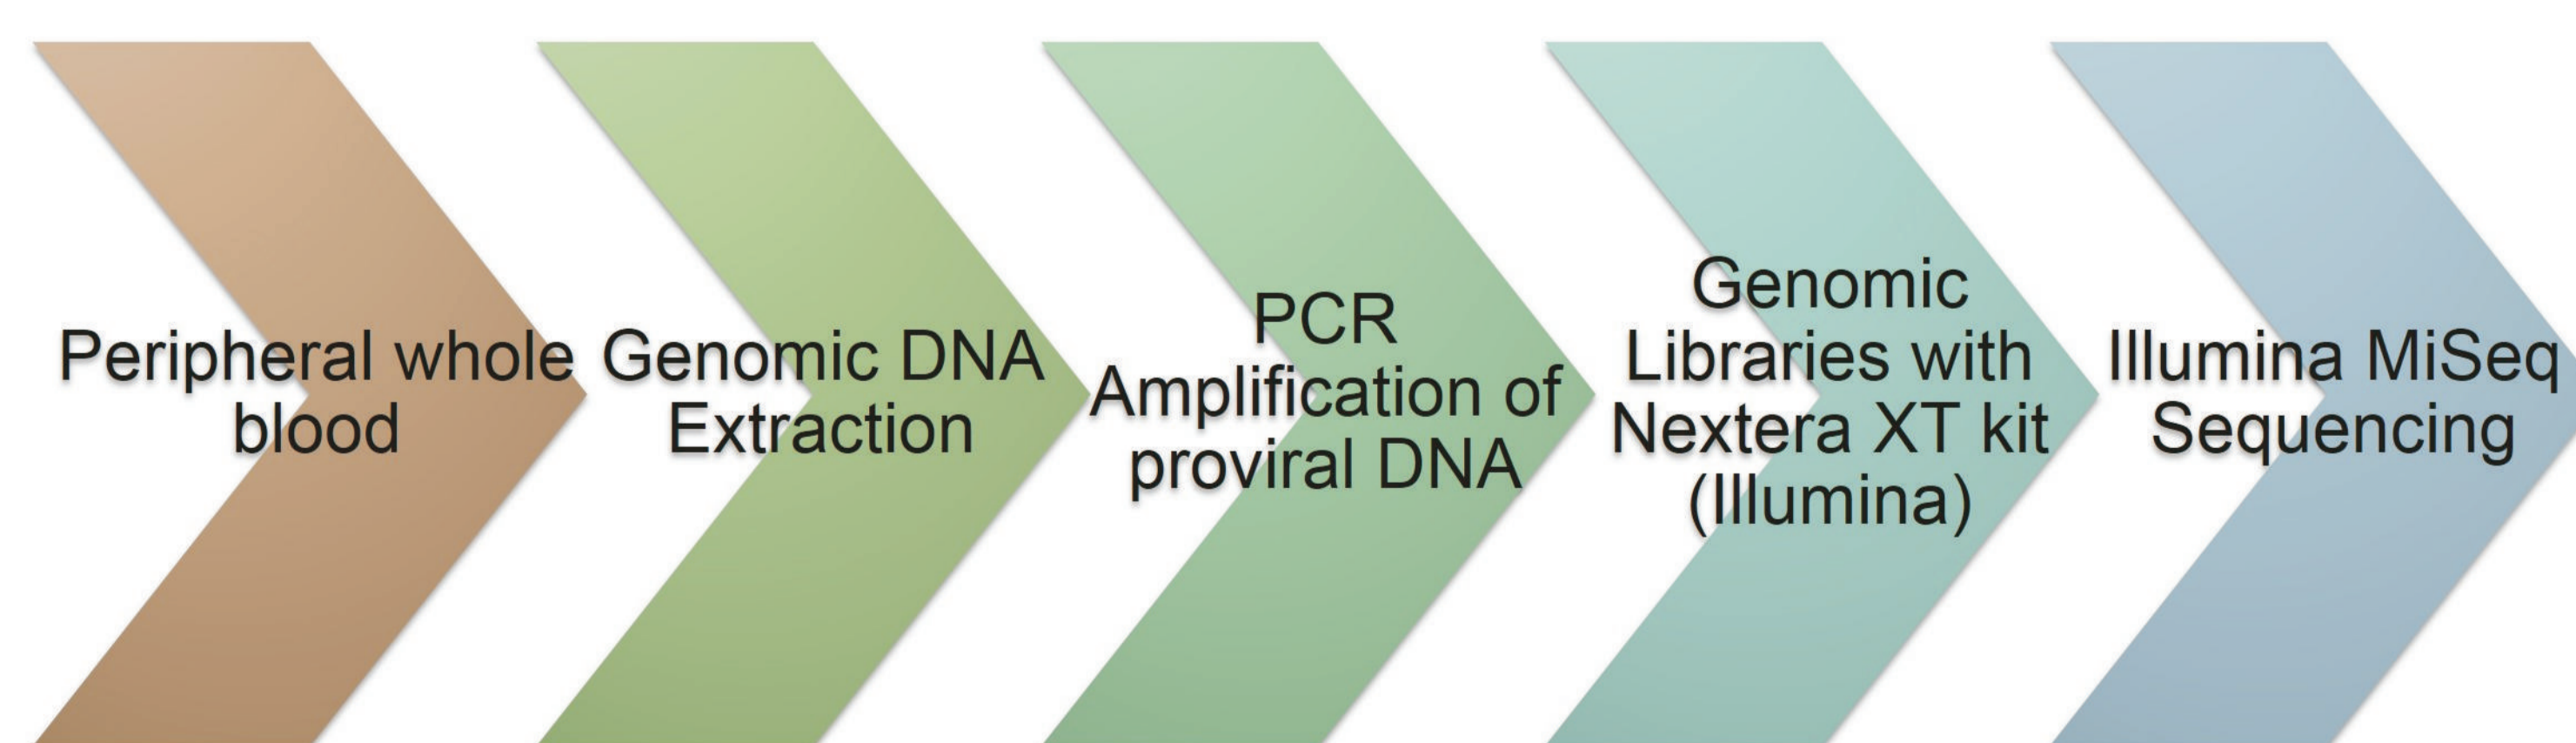 Peripheral whole
blood
Genomic DNA
Extraction
PCR
Amplification of
proviral DNA
Genomic
Libraries with
Nextera XT kit
(Illumina)
Illumina MiSeq
Sequencing